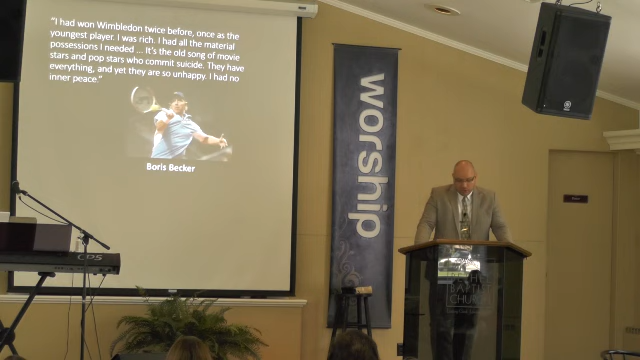 "I had won Wimbledon twice before, once as the
youngest player. I was rich. I had all the material
possessions I needed ... It's the old song of movie
stars and pop stars who commit suicide. They have
everything, and yet they are so unhappy. I had no
inner peace."
Boris Becker
worship
BAPTIST
CHURCH